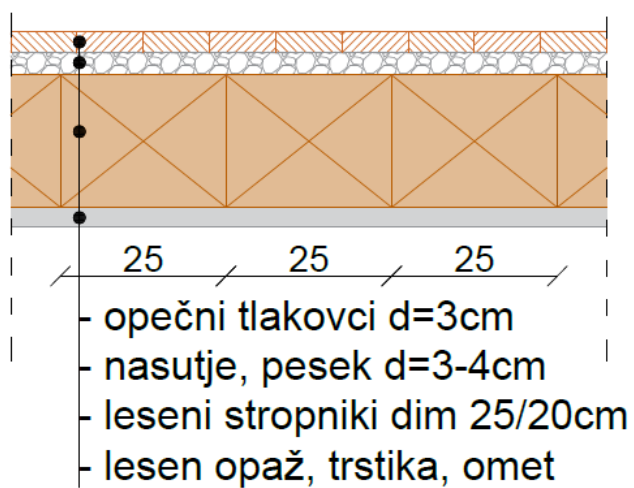 25 25 25
- opečni tlakovci d=3cm
- nasutje, pesek d=3-4cm
- leseni stropniki dim 25/20cm
- lesen opaž, trstika, omet